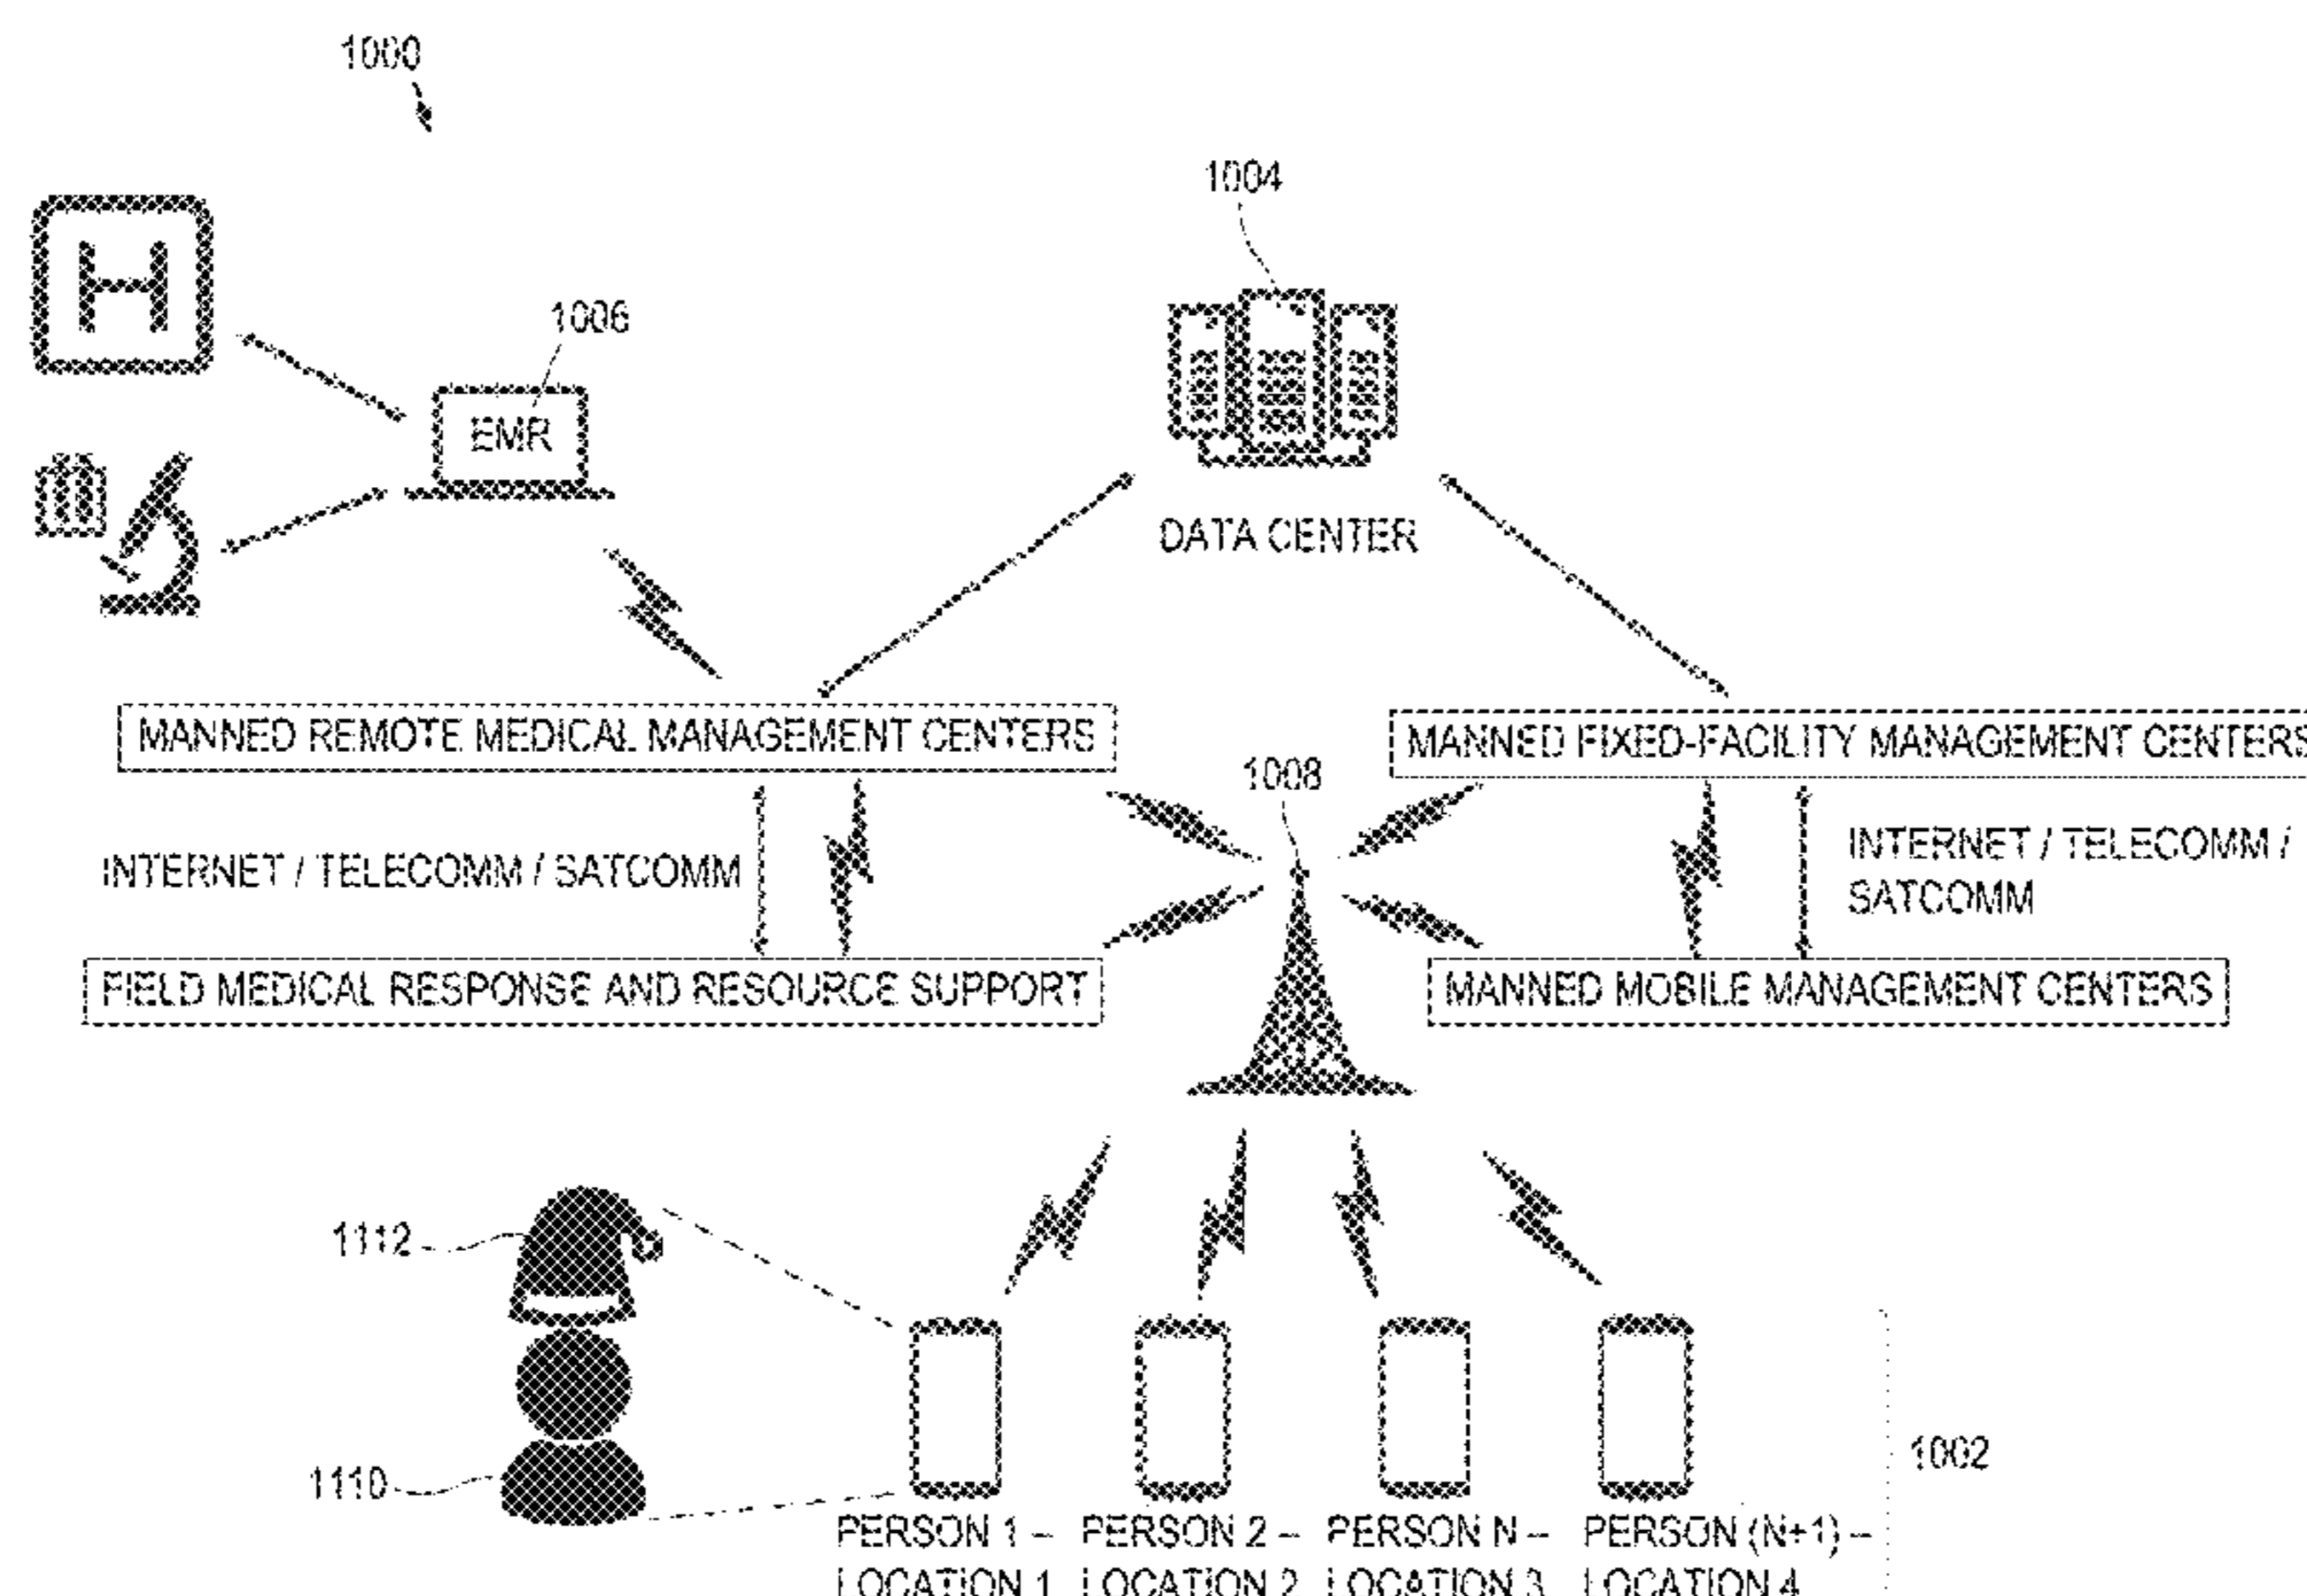 1000
1004
H
1006
EMR
DATA CENTER
MANNED REMOTE MEDICAL MANAGEMENT CENTERS
MANNED FIXED-FACILITY MANAGEMENT CENTERS
1008
INTERNET / TELECOMM / SATCOMM
INTERNET / TELECOMM /
SATCOMM
FIELD MEDICAL RESPONSE AND RESOURCE SUPPORT
MANNED MOBILE MANAGEMENT CENTERS
1112
1110
1002
PERSON 1 –
LOCATION 1
PERSON 2 –
LOCATION 2
PERSON N –
LOCATION 3
PERSON (N+1) –
LOCATION 4